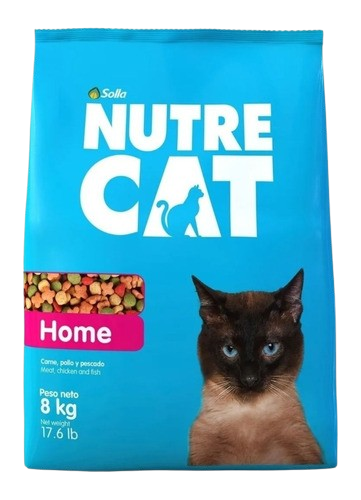 Solla
NUTRE
CAT
Home
Carne, pollo y pescado
Meat, chicken and fish
Peso neto
8 kg
Net weight
17.6 lb